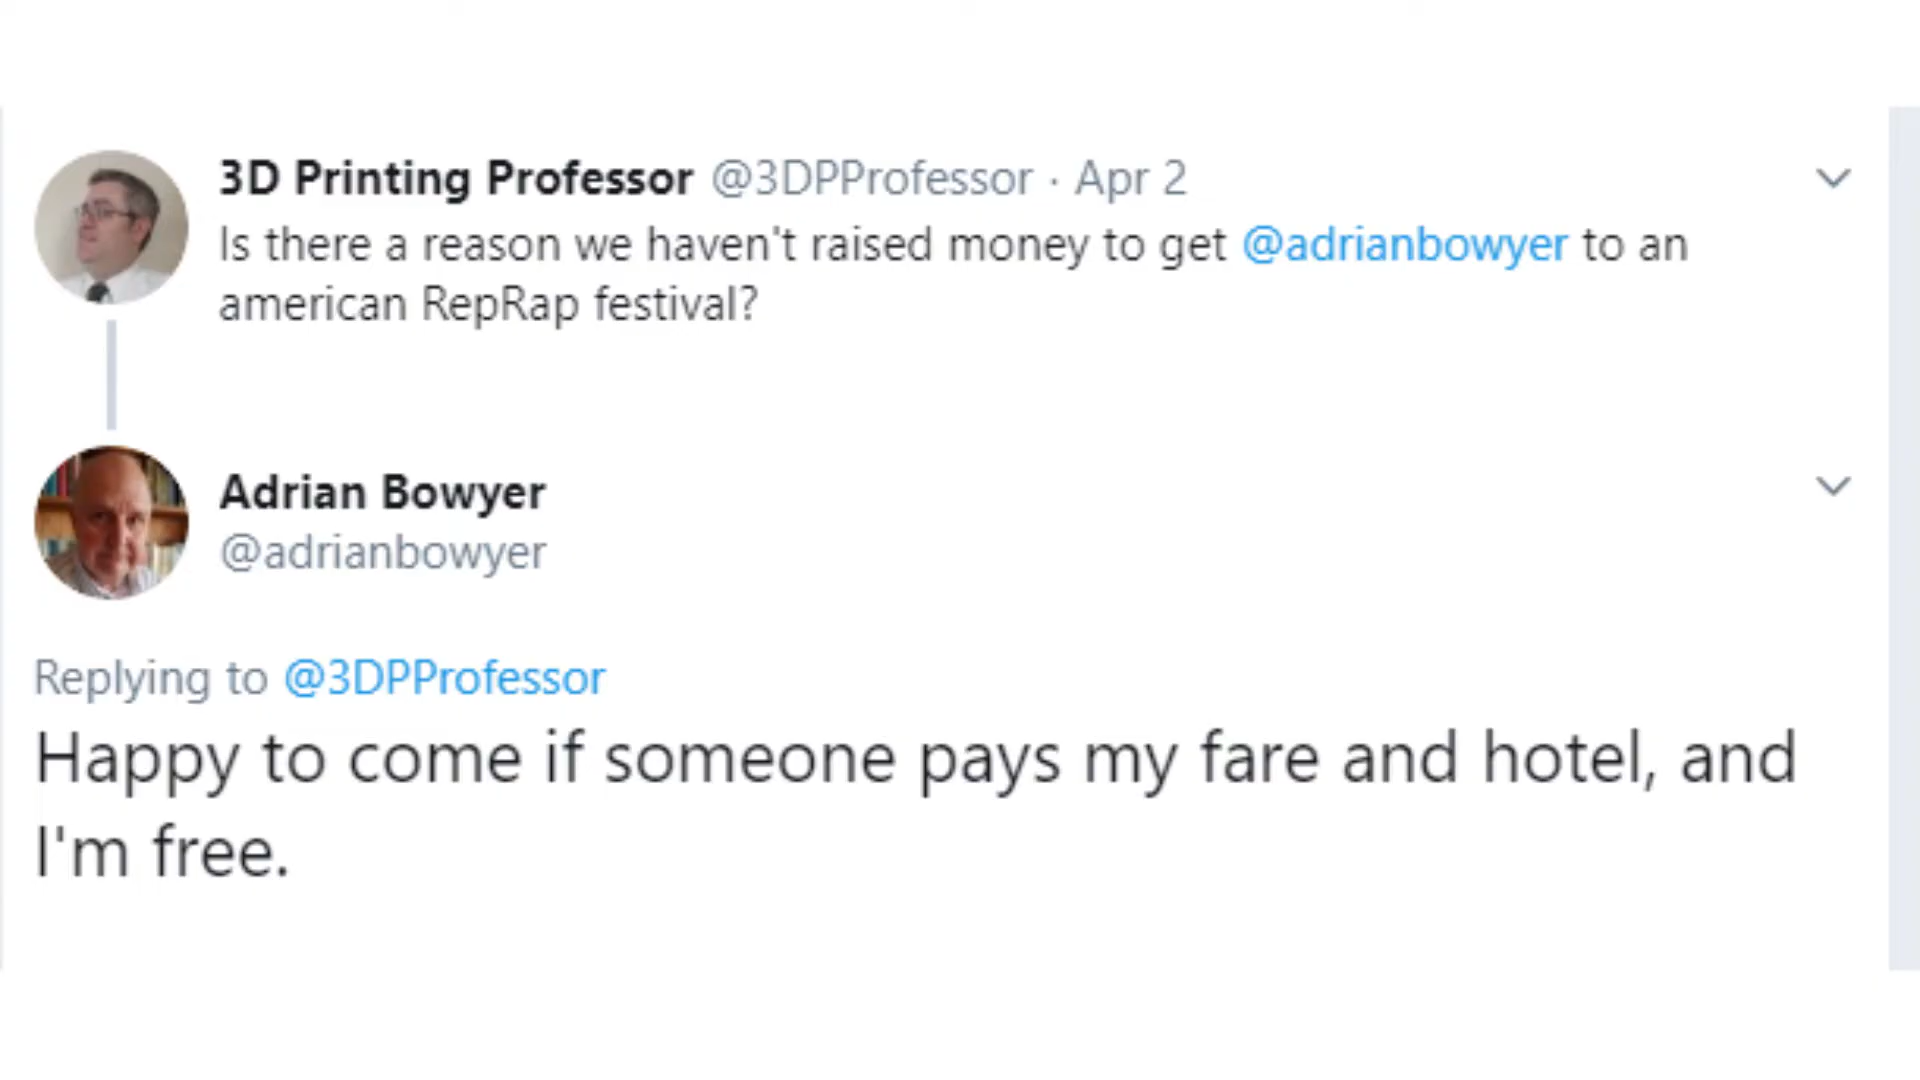 3D Printing Professor @3DPProfessor · Apr 2
Is there a reason we haven't raised money to get @adrianbowyer to an
american RepRap festival?
Adrian Bowyer
@adrianbowyer
Replying to @3DPProfessor
Happy to come if someone pays my fare and hotel, and
I'm free.